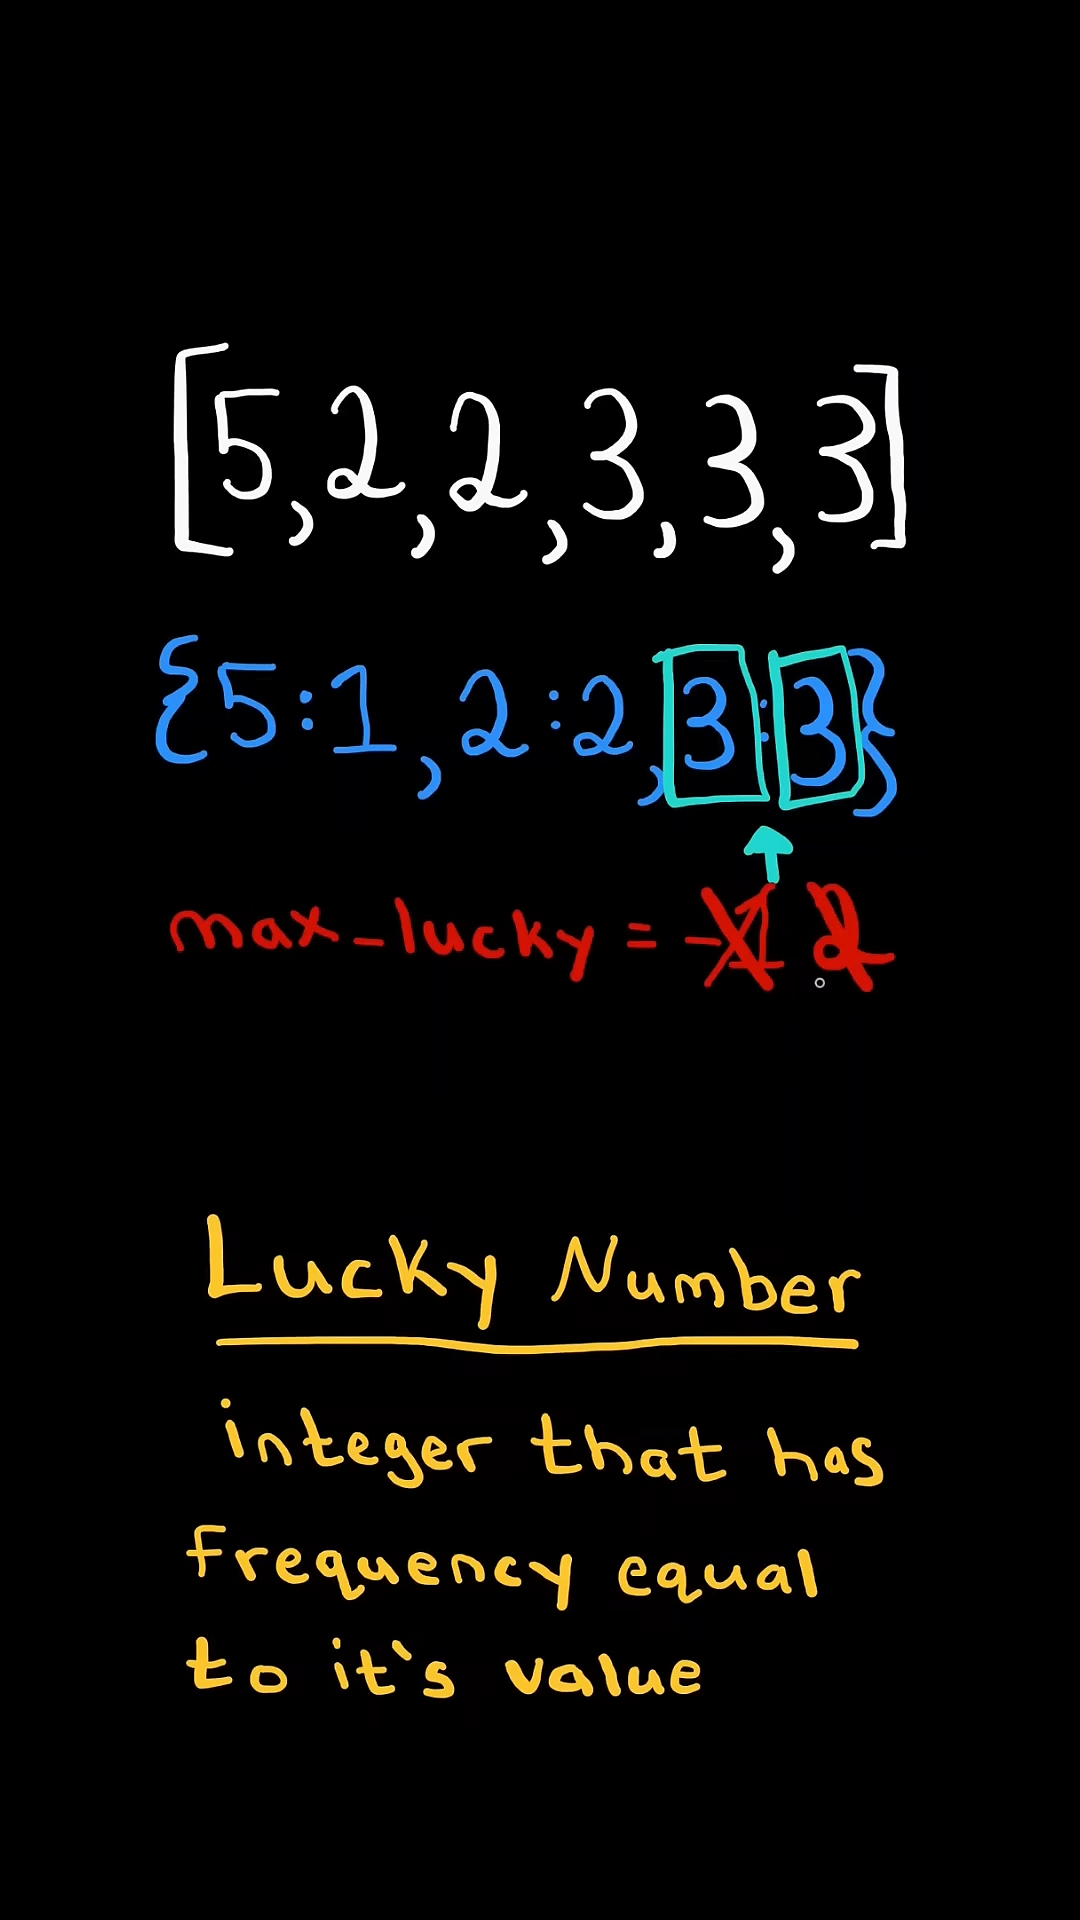 [5,2,2,3,3,3]
{5:1,2:2,3:3}
max_lucky = -1 2
Lucky Number
integer that has
frequency equal
to it's value